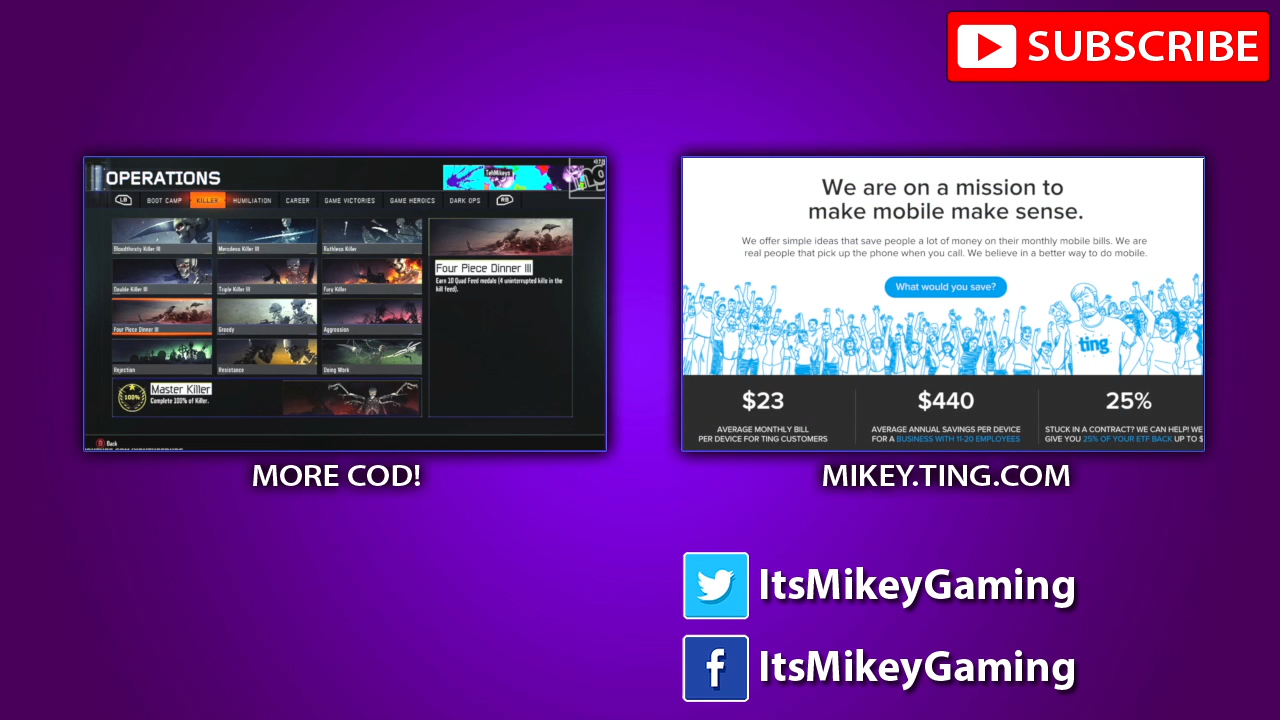 SUBSCRIBE
OPERATIONS
TehMikeys
LB BOOT CAMP KILLER HUMILIATION CAREER GAME VICTORIES GAME HEROICS DARK OPS RB
Bloodthirsty Killer III Merciless Killer III Ruthless Killer
Double Killer III Triple Killer III Fury Killer
Four Piece Dinner III Greedy Aggression
Rejection Resistance Doing Work
Four Piece Dinner III
Earn 10 Quad Feed medals (4 uninterrupted kills in the
kill feed).
100%
Master Killer
Complete 100% of Killer.
Back
MORE COD!
We are on a mission to
make mobile make sense.
We offer simple ideas that save people a lot of money on their monthly mobile bills. We are
real people that pick up the phone when you call. We believe in a better way to do mobile.
What would you save?
ting
$23
AVERAGE MONTHLY BILL
PER DEVICE FOR TING CUSTOMERS
$440
AVERAGE ANNUAL SAVINGS PER DEVICE
FOR A BUSINESS WITH 11-20 EMPLOYEES
25%
STUCK IN A CONTRACT? WE CAN HELP! WE
GIVE YOU 25% OF YOUR ETF BACK UP TO $
MIKEY.TING.COM
ItsMikeyGaming
ItsMikeyGaming